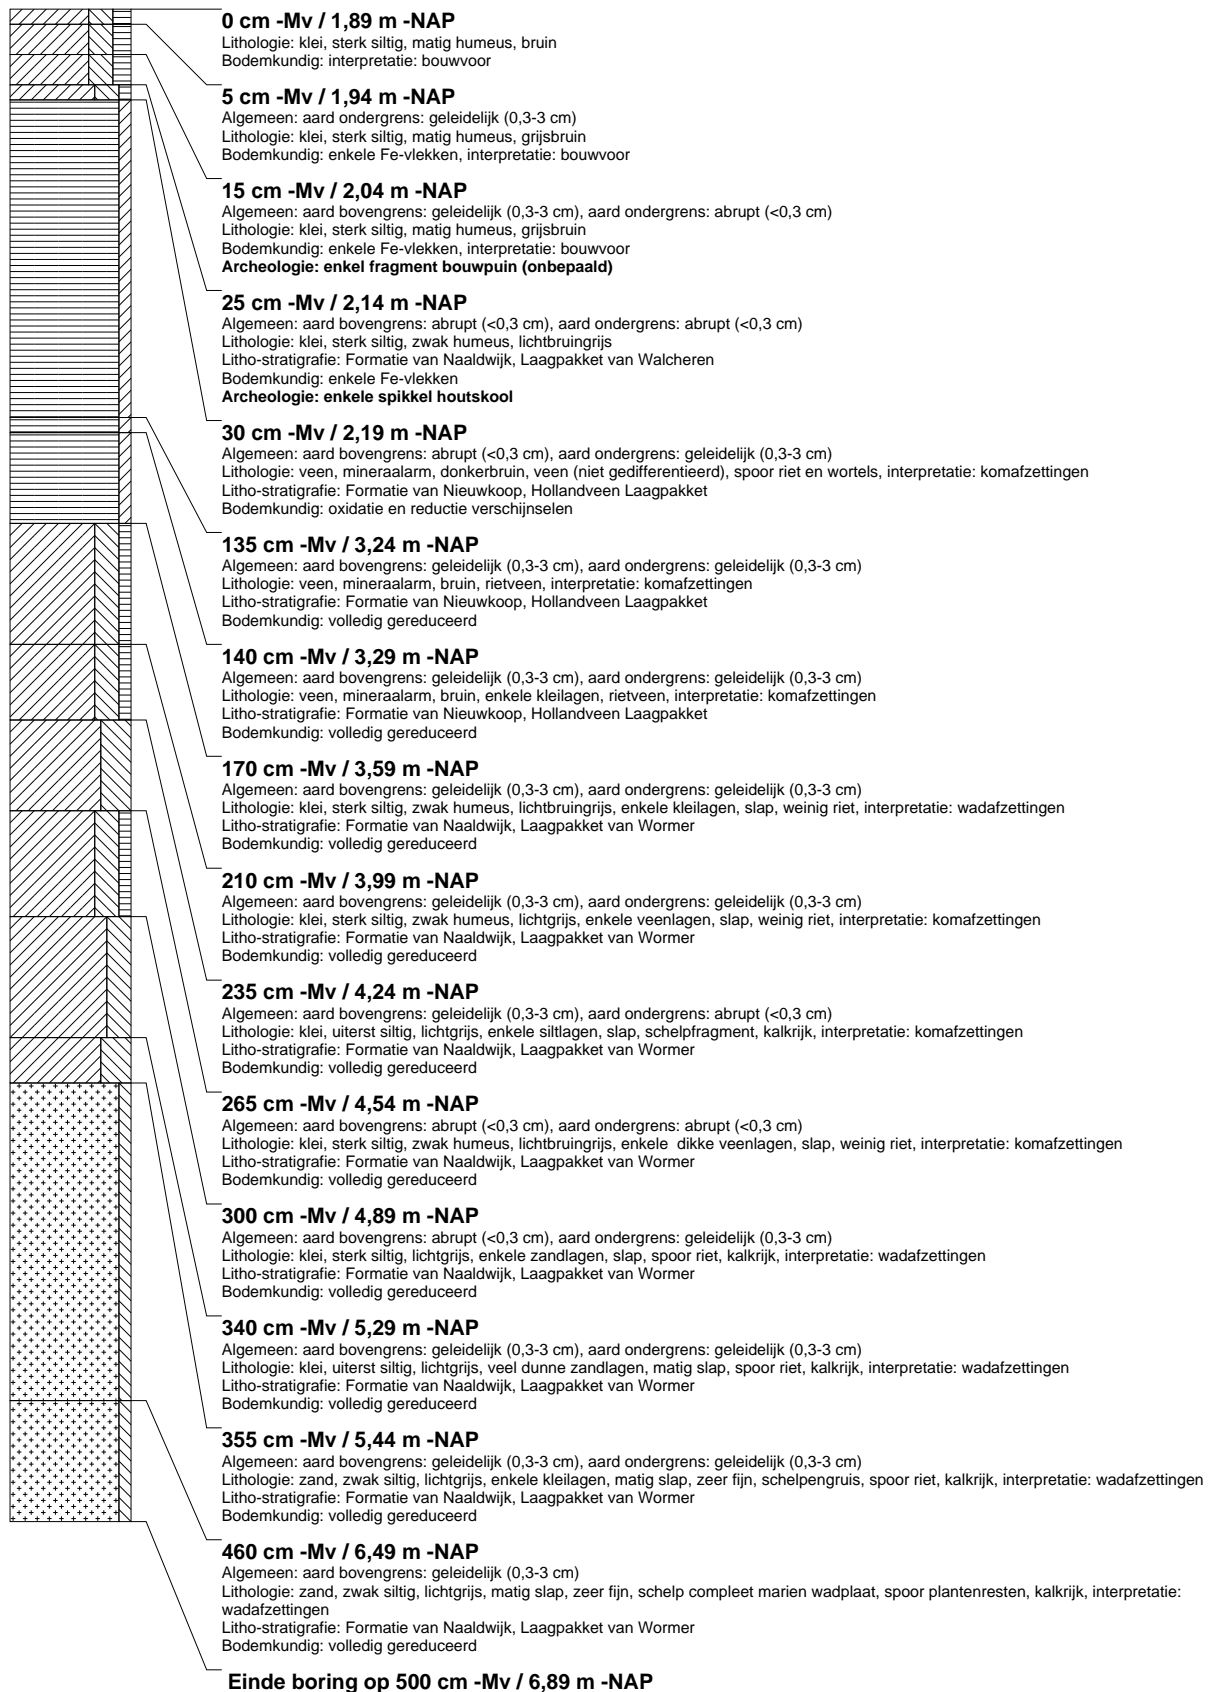 0 cm -Mv / 1,89 m -NAP
Lithologie: klei, sterk siltig, matig humeus, bruin
Bodemkundig: interpretatie: bouwvoor
5 cm -Mv / 1,94 m -NAP
Algemeen: aard ondergrens: geleidelijk (0,3-3 cm)
Lithologie: klei, sterk siltig, matig humeus, grijsbruin
Bodemkundig: enkele Fe-vlekken, interpretatie: bouwvoor
15 cm -Mv / 2,04 m -NAP
Algemeen: aard bovengrens: geleidelijk (0,3-3 cm), aard ondergrens: abrupt (<0,3 cm)
Lithologie: klei, sterk siltig, matig humeus, grijsbruin
Bodemkundig: enkele Fe-vlekken, interpretatie: bouwvoor
Archeologie: enkel fragment bouwpuin (onbepaald)
25 cm -Mv / 2,14 m -NAP
Algemeen: aard bovengrens: abrupt (<0,3 cm), aard ondergrens: abrupt (<0,3 cm)
Lithologie: klei, sterk siltig, zwak humeus, lichtbruingrijs
Litho-stratigrafie: Formatie van Naaldwijk, Laagpakket van Walcheren
Bodemkundig: enkele Fe-vlekken
Archeologie: enkele spikkel houtskool
30 cm -Mv / 2,19 m -NAP
Algemeen: aard bovengrens: abrupt (<0,3 cm), aard ondergrens: geleidelijk (0,3-3 cm)
Lithologie: veen, mineraalarm, donkerbruin, veen (niet gedifferentieerd), spoor riet en wortels, interpretatie: komafzettingen
Litho-stratigrafie: Formatie van Nieuwkoop, Hollandveen Laagpakket
Bodemkundig: oxidatie en reductie verschijnselen
135 cm -Mv / 3,24 m -NAP
Algemeen: aard bovengrens: geleidelijk (0,3-3 cm), aard ondergrens: geleidelijk (0,3-3 cm)
Lithologie: veen, mineraalarm, bruin, rietveen, interpretatie: komafzettingen
Litho-stratigrafie: Formatie van Nieuwkoop, Hollandveen Laagpakket
Bodemkundig: volledig gereduceerd
140 cm -Mv / 3,29 m -NAP
Algemeen: aard bovengrens: geleidelijk (0,3-3 cm), aard ondergrens: geleidelijk (0,3-3 cm)
Lithologie: veen, mineraalarm, bruin, enkele kleilagen, rietveen, interpretatie: komafzettingen
Litho-stratigrafie: Formatie van Nieuwkoop, Hollandveen Laagpakket
Bodemkundig: volledig gereduceerd
170 cm -Mv / 3,59 m -NAP
Algemeen: aard bovengrens: geleidelijk (0,3-3 cm), aard ondergrens: geleidelijk (0,3-3 cm)
Lithologie: klei, sterk siltig, zwak humeus, lichtbruingrijs, enkele kleilagen, slap, weinig riet, interpretatie: wadafzettingen
Litho-stratigrafie: Formatie van Naaldwijk, Laagpakket van Wormer
Bodemkundig: volledig gereduceerd
210 cm -Mv / 3,99 m -NAP
Algemeen: aard bovengrens: geleidelijk (0,3-3 cm), aard ondergrens: geleidelijk (0,3-3 cm)
Lithologie: klei, sterk siltig, zwak humeus, lichtgrijs, enkele veenlagen, slap, weinig riet, interpretatie: komafzettingen
Litho-stratigrafie: Formatie van Naaldwijk, Laagpakket van Wormer
Bodemkundig: volledig gereduceerd
235 cm -Mv / 4,24 m -NAP
Algemeen: aard bovengrens: geleidelijk (0,3-3 cm), aard ondergrens: abrupt (<0,3 cm)
Lithologie: klei, uiterst siltig, lichtgrijs, enkele siltlagen, slap, schelpfragment, kalkrijk, interpretatie: komafzettingen
Litho-stratigrafie: Formatie van Naaldwijk, Laagpakket van Wormer
Bodemkundig: volledig gereduceerd
265 cm -Mv / 4,54 m -NAP
Algemeen: aard bovengrens: abrupt (<0,3 cm), aard ondergrens: abrupt (<0,3 cm)
Lithologie: klei, sterk siltig, zwak humeus, lichtbruingrijs, enkele  dikke veenlagen, slap, weinig riet, interpretatie: komafzettingen
Litho-stratigrafie: Formatie van Naaldwijk, Laagpakket van Wormer
Bodemkundig: volledig gereduceerd
300 cm -Mv / 4,89 m -NAP
Algemeen: aard bovengrens: abrupt (<0,3 cm), aard ondergrens: geleidelijk (0,3-3 cm)
Lithologie: klei, sterk siltig, lichtgrijs, enkele zandlagen, slap, spoor riet, kalkrijk, interpretatie: wadafzettingen
Litho-stratigrafie: Formatie van Naaldwijk, Laagpakket van Wormer
Bodemkundig: volledig gereduceerd
340 cm -Mv / 5,29 m -NAP
Algemeen: aard bovengrens: geleidelijk (0,3-3 cm), aard ondergrens: geleidelijk (0,3-3 cm)
Lithologie: klei, uiterst siltig, lichtgrijs, veel dunne zandlagen, matig slap, spoor riet, kalkrijk, interpretatie: wadafzettingen
Litho-stratigrafie: Formatie van Naaldwijk, Laagpakket van Wormer
Bodemkundig: volledig gereduceerd
355 cm -Mv / 5,44 m -NAP
Algemeen: aard bovengrens: geleidelijk (0,3-3 cm), aard ondergrens: geleidelijk (0,3-3 cm)
Lithologie: zand, zwak siltig, lichtgrijs, enkele kleilagen, matig slap, zeer fijn, schelpengruis, spoor riet, kalkrijk, interpretatie: wadafzettingen
Litho-stratigrafie: Formatie van Naaldwijk, Laagpakket van Wormer
Bodemkundig: volledig gereduceerd
460 cm -Mv / 6,49 m -NAP
Algemeen: aard bovengrens: geleidelijk (0,3-3 cm)
Lithologie: zand, zwak siltig, lichtgrijs, matig slap, zeer fijn, schelp compleet marien wadplaat, spoor plantenresten, kalkrijk, interpretatie:
wadafzettingen
Litho-stratigrafie: Formatie van Naaldwijk, Laagpakket van Wormer
Bodemkundig: volledig gereduceerd
Einde boring op 500 cm -Mv / 6,89 m -NAP